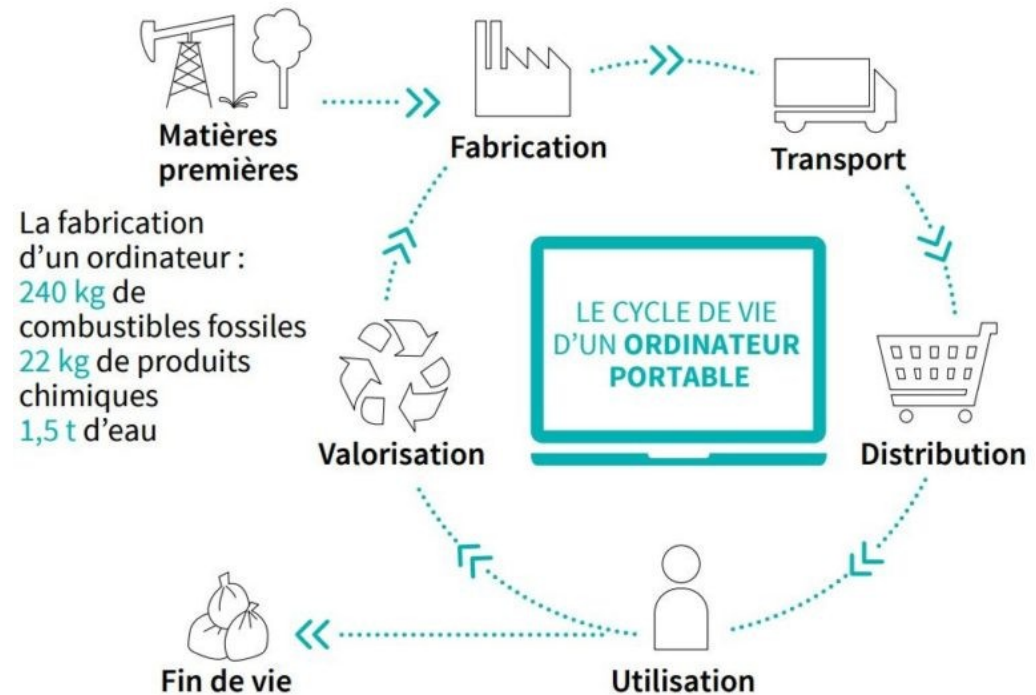 Matières
premières
Fabrication
Transport
La fabrication
d'un ordinateur :
240 kg de
combustibles fossiles
22 kg de produits
chimiques
1,5 t d'eau
LE CYCLE DE VIE
D'UN ORDINATEUR
PORTABLE
Valorisation
Distribution
Fin de vie
Utilisation